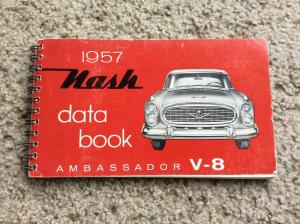 1957
Nash
data
book
AMBASSADOR V-8